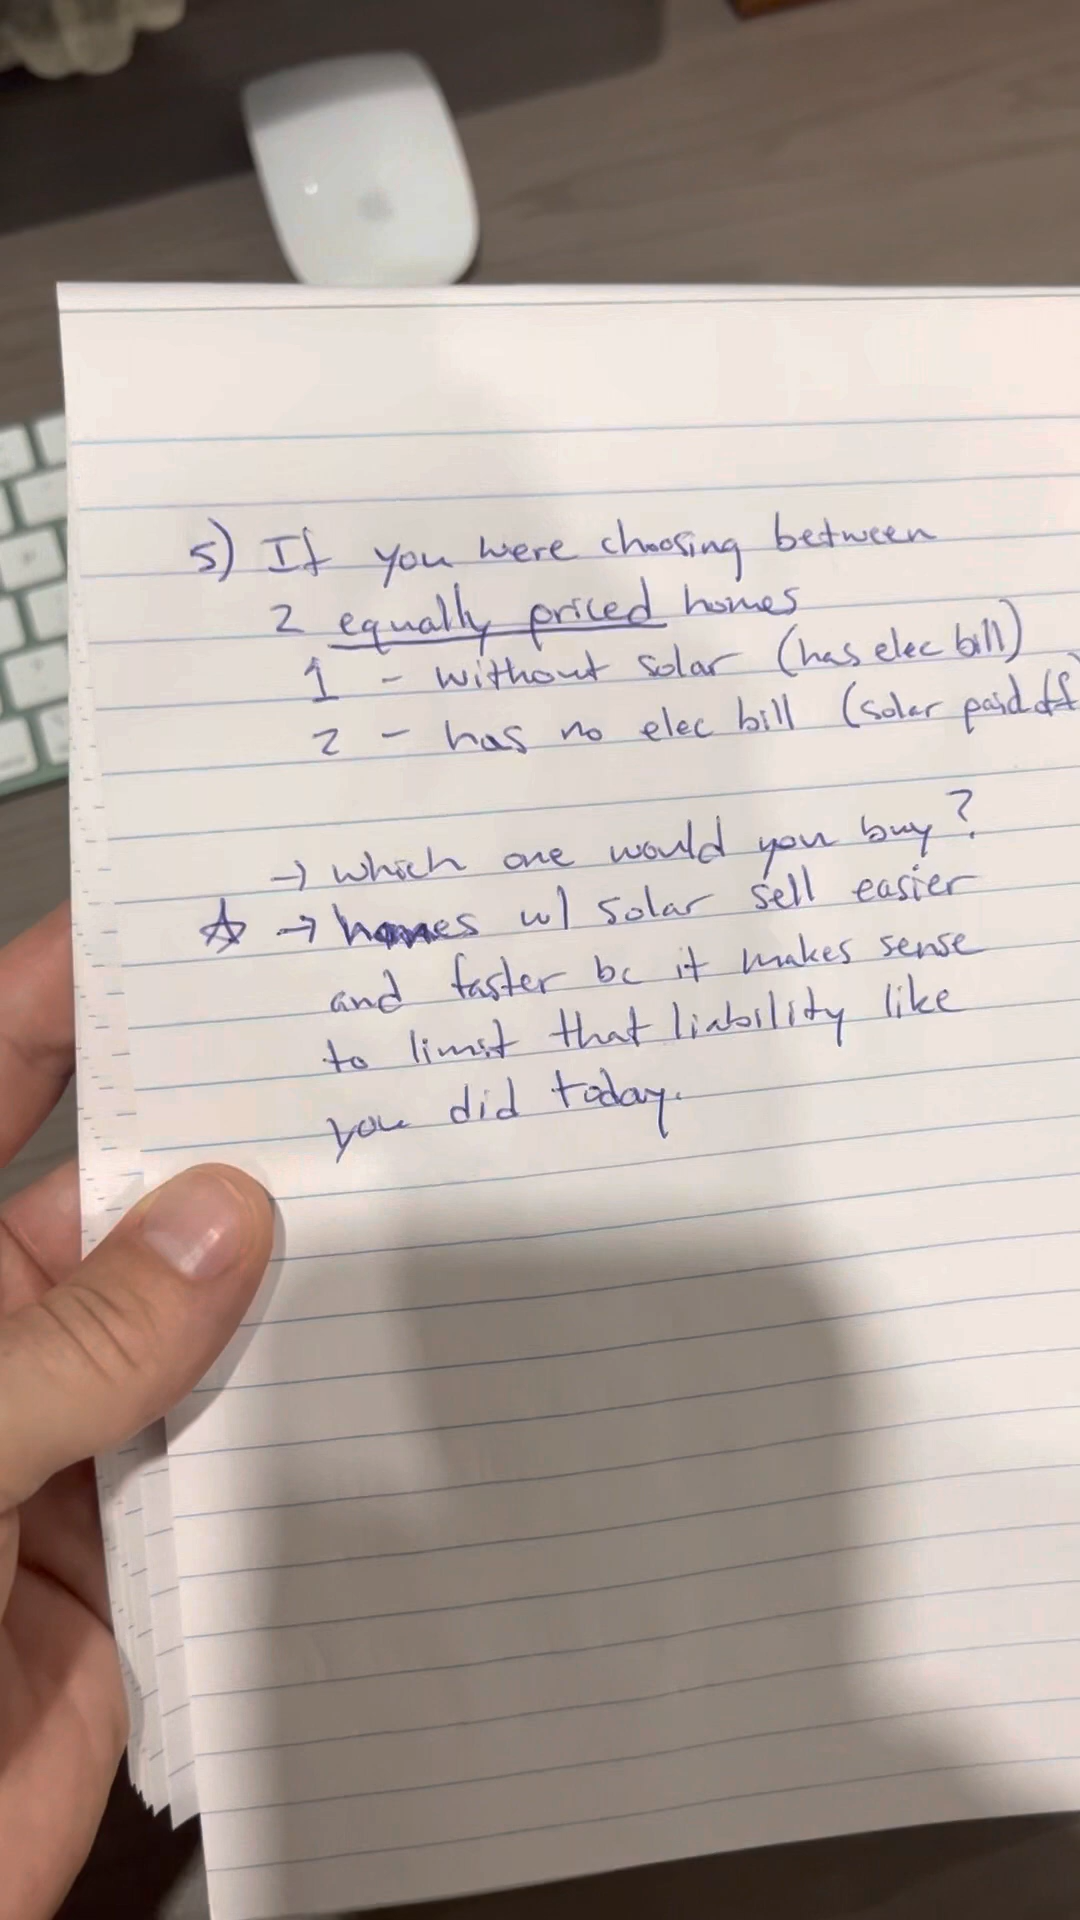 5) If you were choosing between
2 equally priced homes
1 - without solar (has elec bill)
2 - has no elec bill (solar paid off)
→ which one would you buy?
☆ → homes w/ solar sell easier
and faster bc it makes sense
to limit that liability like
you did today.